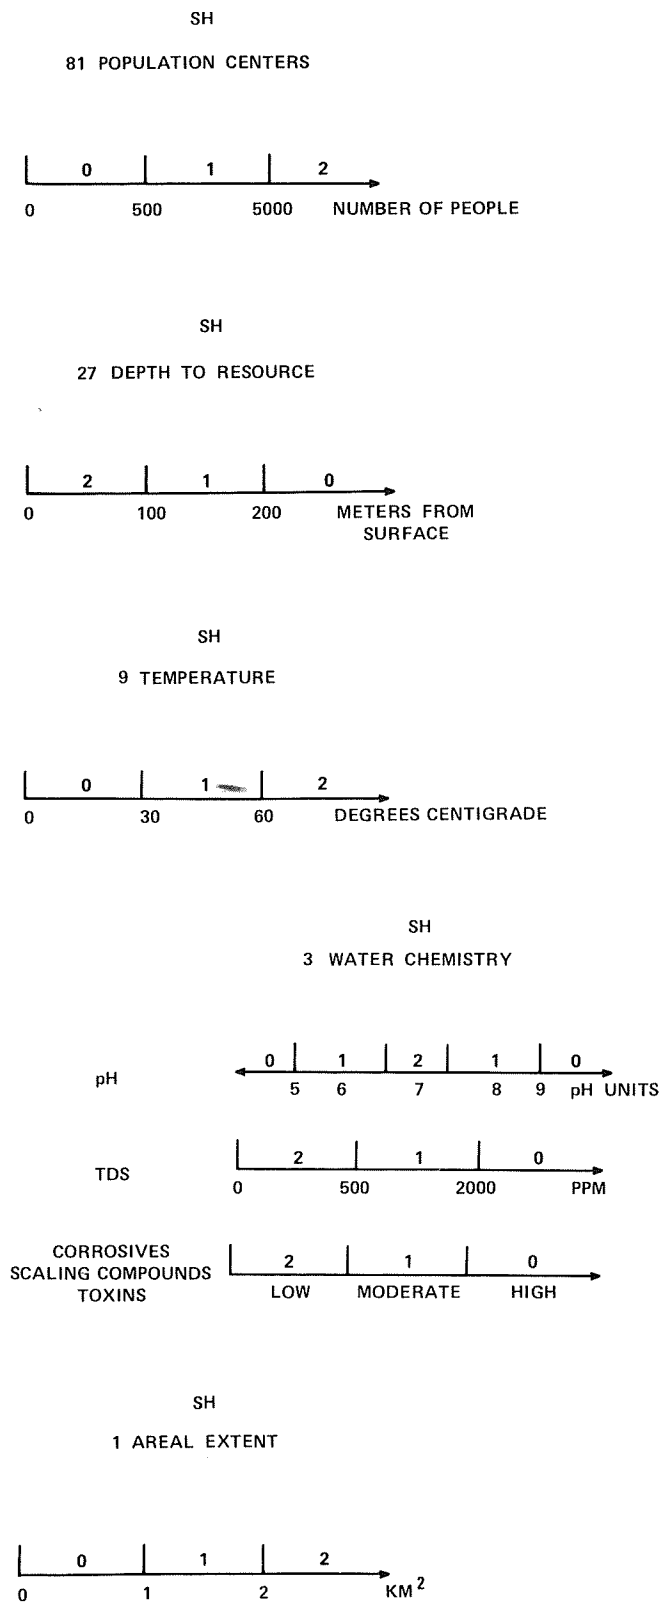 SH
81 POPULATION CENTERS
0 1 2
0 500 5000 NUMBER OF PEOPLE
SH
27 DEPTH TO RESOURCE
2 1 0
0 100 200 METERS FROM
SURFACE
SH
9 TEMPERATURE
0 1 2
0 30 60 DEGREES CENTIGRADE
SH
3 WATER CHEMISTRY
0 1 2 1 0
pH 5 6 7 8 9 pH UNITS
2 1 0
TDS
0 500 2000 PPM
CORROSIVES
SCALING COMPOUNDS 2 1 0
TOXINS LOW MODERATE HIGH
SH
1 AREAL EXTENT
0 1 2
0 1 2 KM²